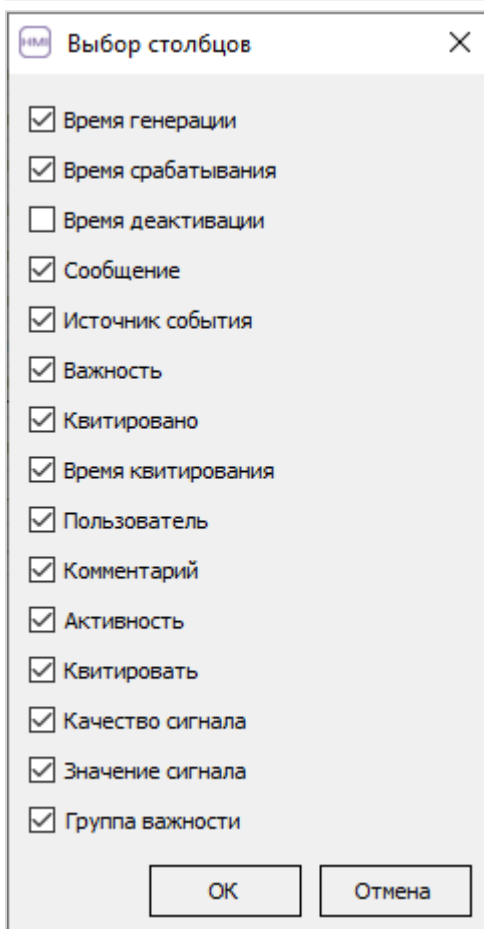 HMI Выбор столбцов
Время генерации
Время срабатывания
Время деактивации
Сообщение
Источник события
Важность
Квитировано
Время квитирования
Пользователь
Комментарий
Активность
Квитировать
Качество сигнала
Значение сигнала
Группа важности
ОК Отмена